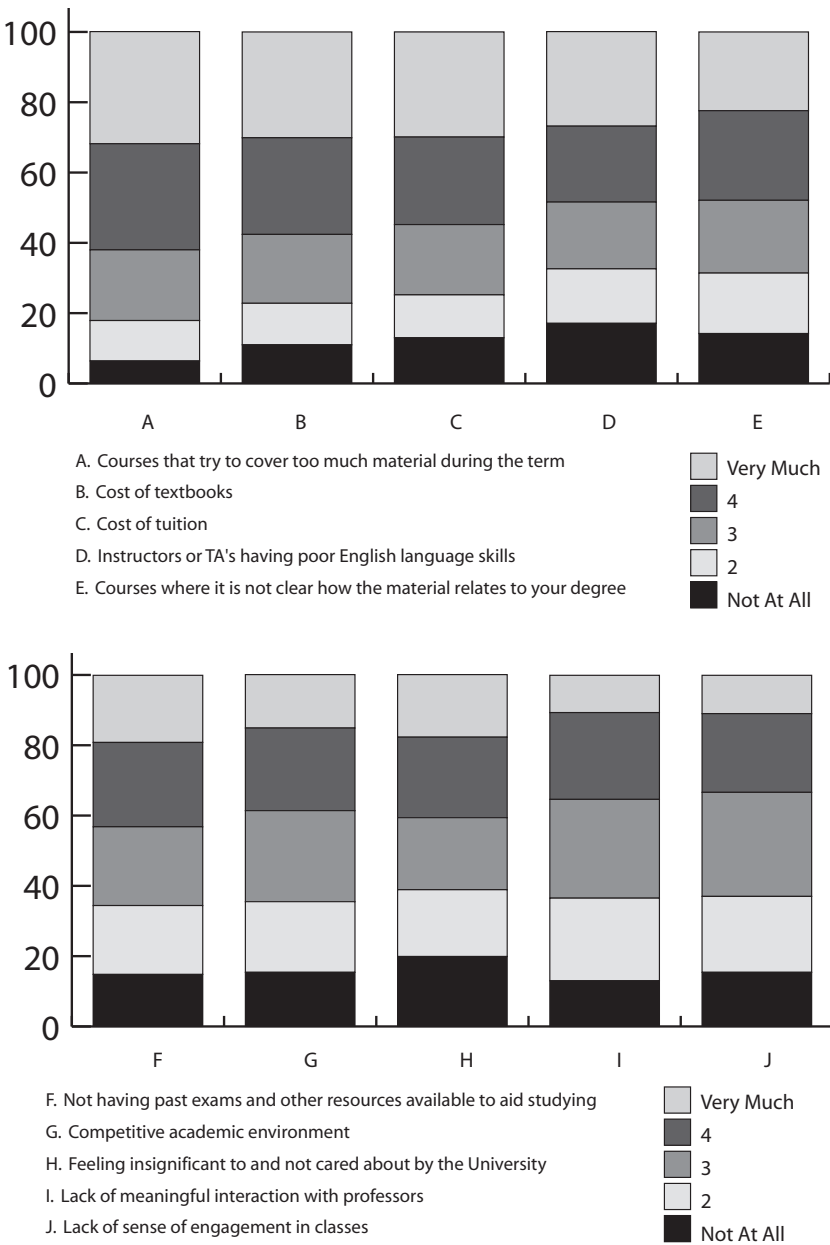 100
80
60
40
20
0
A B C D E
A. Courses that try to cover too much material during the term
B. Cost of textbooks
C. Cost of tuition
D. Instructors or TA's having poor English language skills
E. Courses where it is not clear how the material relates to your degree
Very Much
4
3
2
Not At All
100
80
60
40
20
0
F G H I J
F. Not having past exams and other resources available to aid studying
G. Competitive academic environment
H. Feeling insignificant to and not cared about by the University
I. Lack of meaningful interaction with professors
J. Lack of sense of engagement in classes
Very Much
4
3
2
Not At All